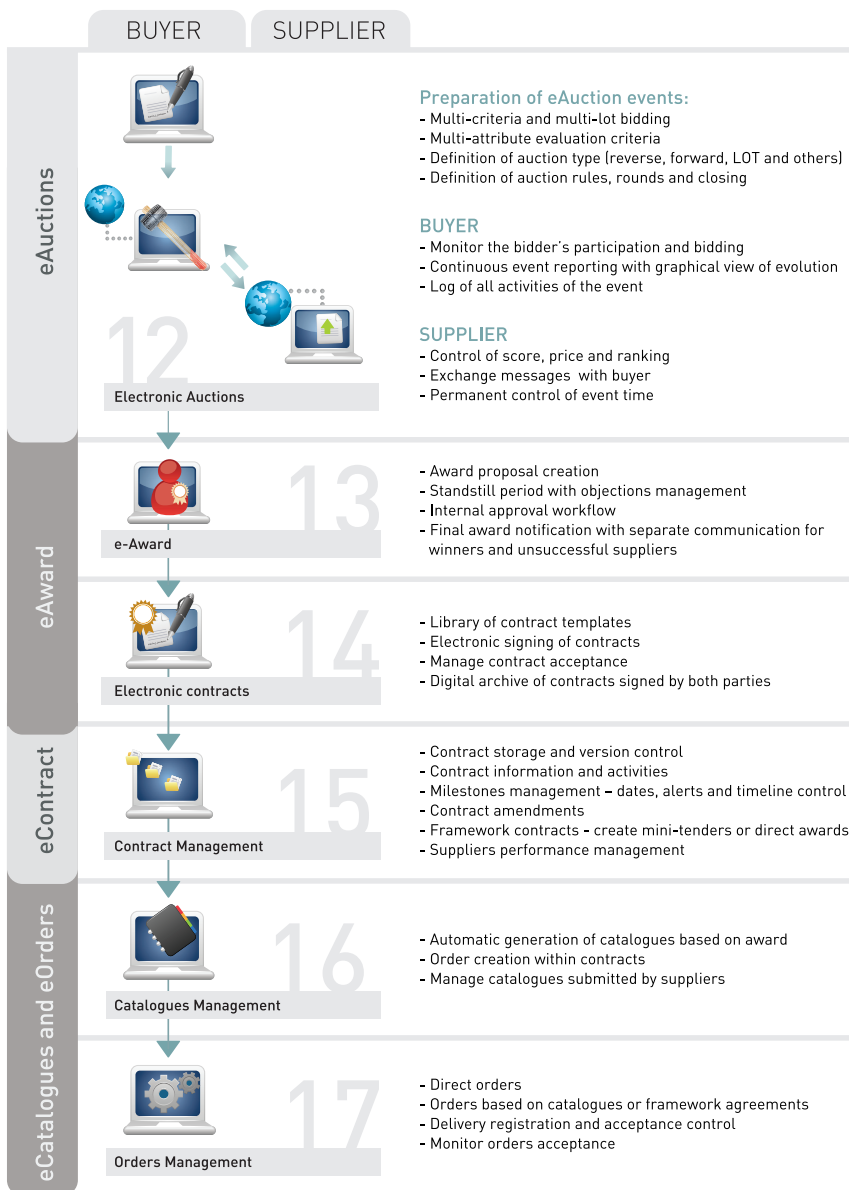 BUYER SUPPLIER
eAuctions
Preparation of eAuction events:
- Multi-criteria and multi-lot bidding
- Multi-attribute evaluation criteria
- Definition of auction type (reverse, forward, LOT and others)
- Definition of auction rules, rounds and closing
BUYER
- Monitor the bidder's participation and bidding
- Continuous event reporting with graphical view of evolution
- Log of all activities of the event
SUPPLIER
- Control of score, price and ranking
- Exchange messages with buyer
- Permanent control of event time
12
Electronic Auctions
eAward
13
e-Award
- Award proposal creation
- Standstill period with objections management
- Internal approval workflow
- Final award notification with separate communication for
winners and unsuccessful suppliers
14
Electronic contracts
- Library of contract templates
- Electronic signing of contracts
- Manage contract acceptance
- Digital archive of contracts signed by both parties
eContract
15
Contract Management
- Contract storage and version control
- Contract information and activities
- Milestones management – dates, alerts and timeline control
- Contract amendments
- Framework contracts - create mini-tenders or direct awards
- Suppliers performance management
eCatalogues and eOrders
16
Catalogues Management
- Automatic generation of catalogues based on award
- Order creation within contracts
- Manage catalogues submitted by suppliers
17
Orders Management
- Direct orders
- Orders based on catalogues or framework agreements
- Delivery registration and acceptance control
- Monitor orders acceptance